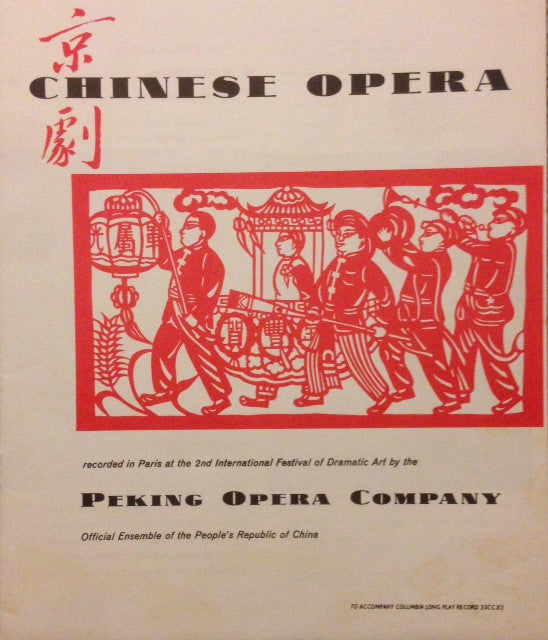 京
CHINESE OPERA
劇
recorded in Paris at the 2nd International Festival of Dramatic Art by the
PEKING OPERA COMPANY
Official Ensemble of the People's Republic of China
TO ACCOMPANY COLUMBIA LONG PLAY RECORD 33CCX3